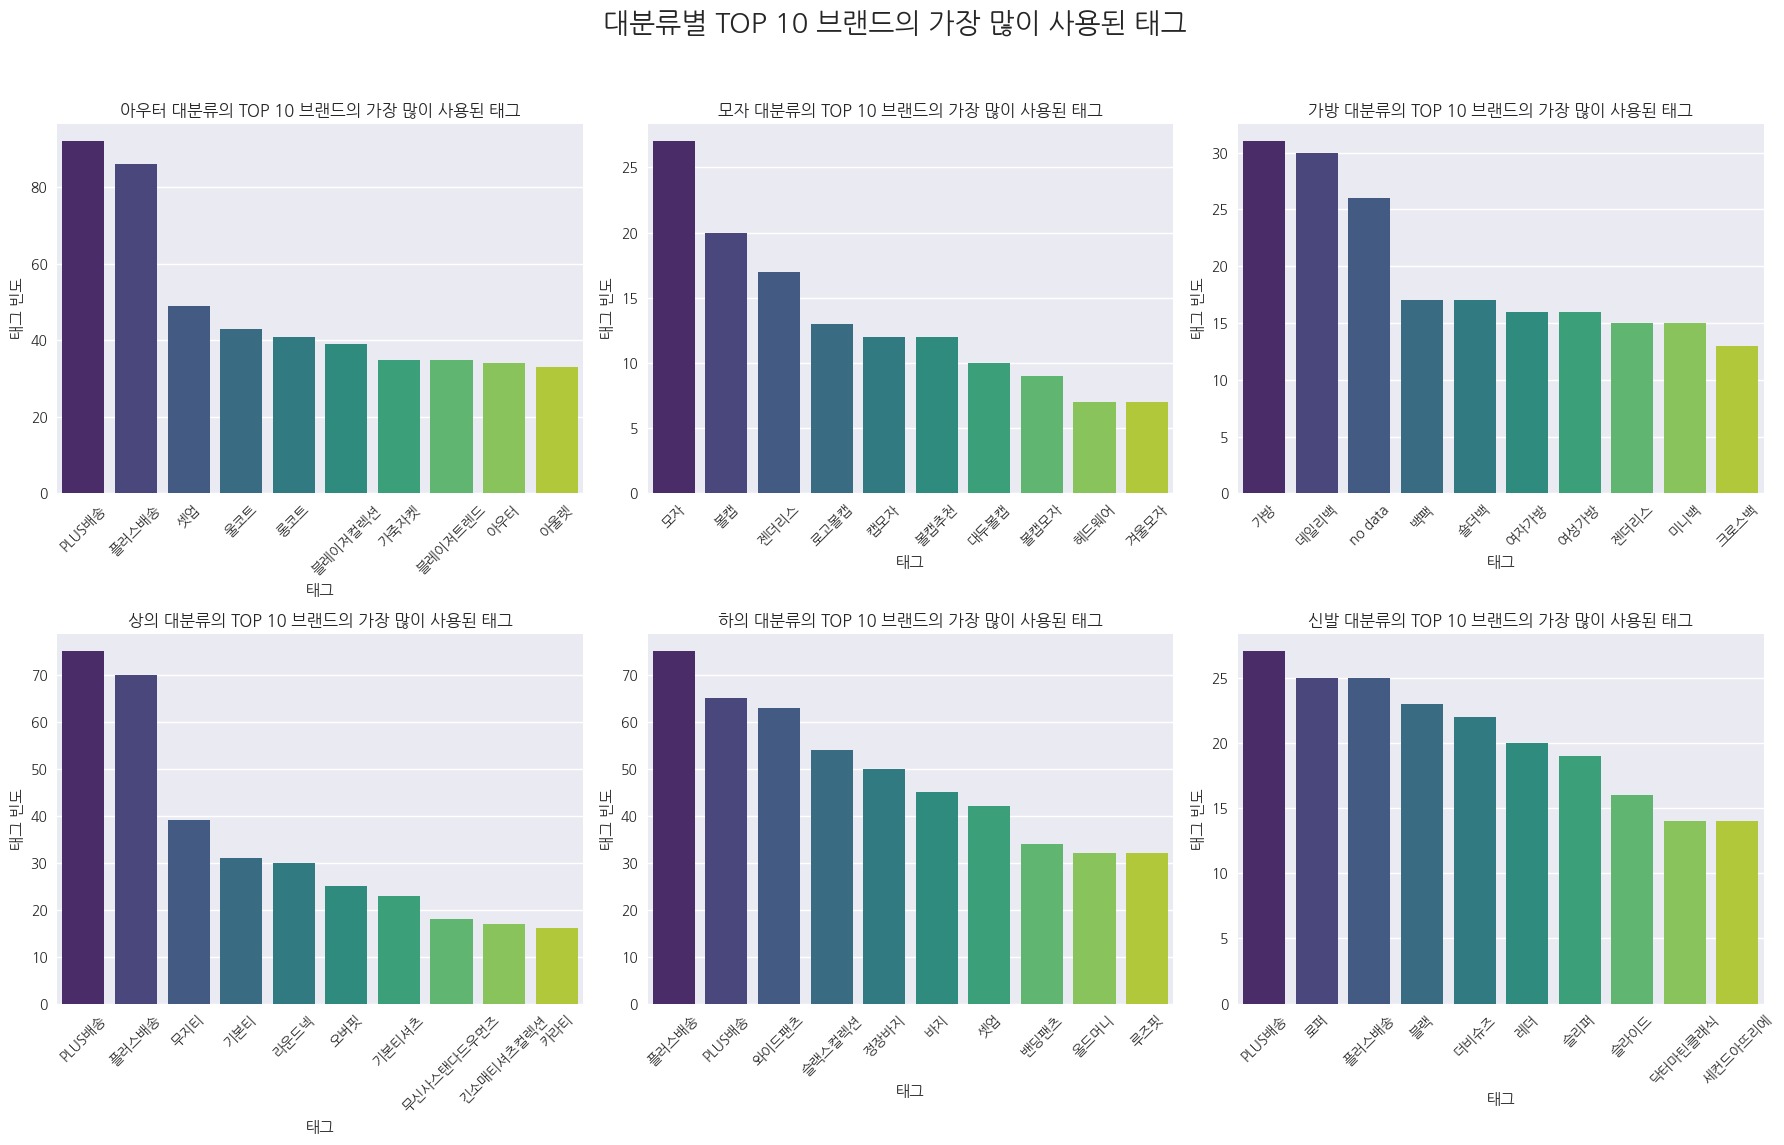 대분류별 TOP 10 브랜드의 가장 많이 사용된 태그
아우터 대분류의 TOP 10 브랜드의 가장 많이 사용된 태그
태그 빈도
80
60
40
20
0
PLUS배송
플러스배송
셋업
울코트
롱코트
블레이저컬렉션
가죽자켓
블레이저트렌드
아우터
아울렛
태그
모자 대분류의 TOP 10 브랜드의 가장 많이 사용된 태그
태그 빈도
25
20
15
10
5
0
모자
볼캡
젠더리스
로고볼캡
캡모자
볼캡추천
대두볼캡
볼캡모자
헤드웨어
겨울모자
태그
가방 대분류의 TOP 10 브랜드의 가장 많이 사용된 태그
태그 빈도
30
25
20
15
10
5
0
가방
데일리백
no data
백팩
숄더백
여자가방
여성가방
젠더리스
미니백
크로스백
태그
상의 대분류의 TOP 10 브랜드의 가장 많이 사용된 태그
태그 빈도
70
60
50
40
30
20
10
0
PLUS배송
플러스배송
무지티
기본티
라운드넥
오버핏
기본티셔츠
무신사스탠다드우먼즈
긴소매티셔츠컬렉션
카라티
태그
하의 대분류의 TOP 10 브랜드의 가장 많이 사용된 태그
태그 빈도
70
60
50
40
30
20
10
0
플러스배송
PLUS배송
와이드팬츠
슬랙스컬렉션
정장바지
바지
셋업
밴딩팬츠
올드머니
루즈핏
태그
신발 대분류의 TOP 10 브랜드의 가장 많이 사용된 태그
태그 빈도
25
20
15
10
5
0
PLUS배송
로퍼
플러스배송
블랙
더비슈즈
레더
슬리퍼
슬라이드
닥터마틴클래식
세컨드아뜨리에
태그